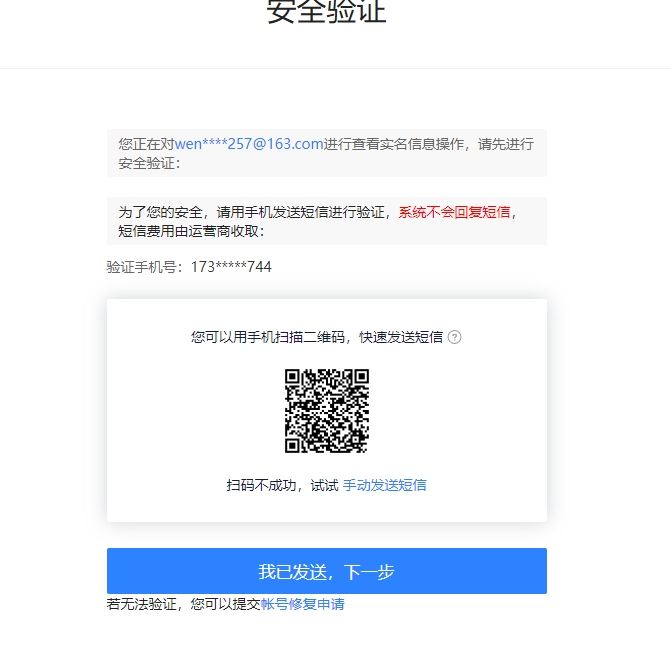 安全验证
您正在对wen****257@163.com进行查看实名信息操作，请先进行
安全验证：
为了您的安全，请用手机发送短信进行验证，系统不会回复短信，
短信费用由运营商收取：
验证手机号：173*****744
您可以用手机扫描二维码，快速发送短信 ?
扫码不成功，试试 手动发送短信
我已发送，下一步
若无法验证，您可以提交帐号修复申请